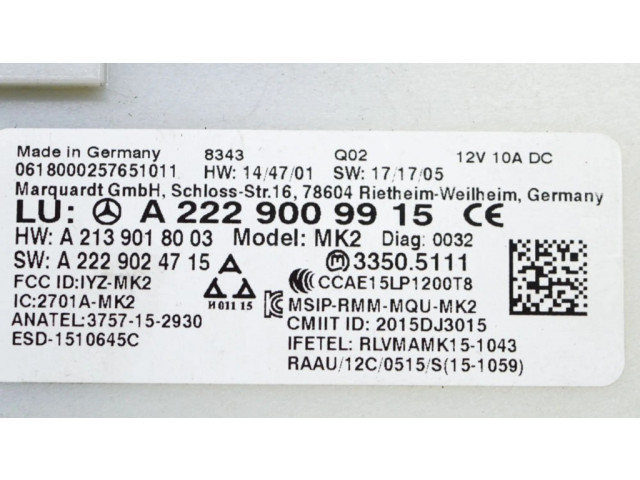 Made in Germany 8343 Q02 12V 10A DC
0618000257651011 HW: 14/47/01 SW: 17/17/05
Marquardt GmbH, Schloss-Str.16, 78604 Rietheim-Weilheim, Germany
LU: A 222 900 99 15 CE
HW: A 213 901 80 03 Model: MK2 Diag: 0032
SW: A 222 902 47 15 A M 3350.5111
FCC ID:IYZ-MK2 CCC CCAE15LP1200T8
IC:2701A-MK2 H 011 15 MSIP-RMM-MQU-MK2
ANATEL:3757-15-2930 CMIIT ID: 2015DJ3015
ESD-1510645C IFETEL: RLVMAMK15-1043
RAAU/12C/0515/S(15-1059)